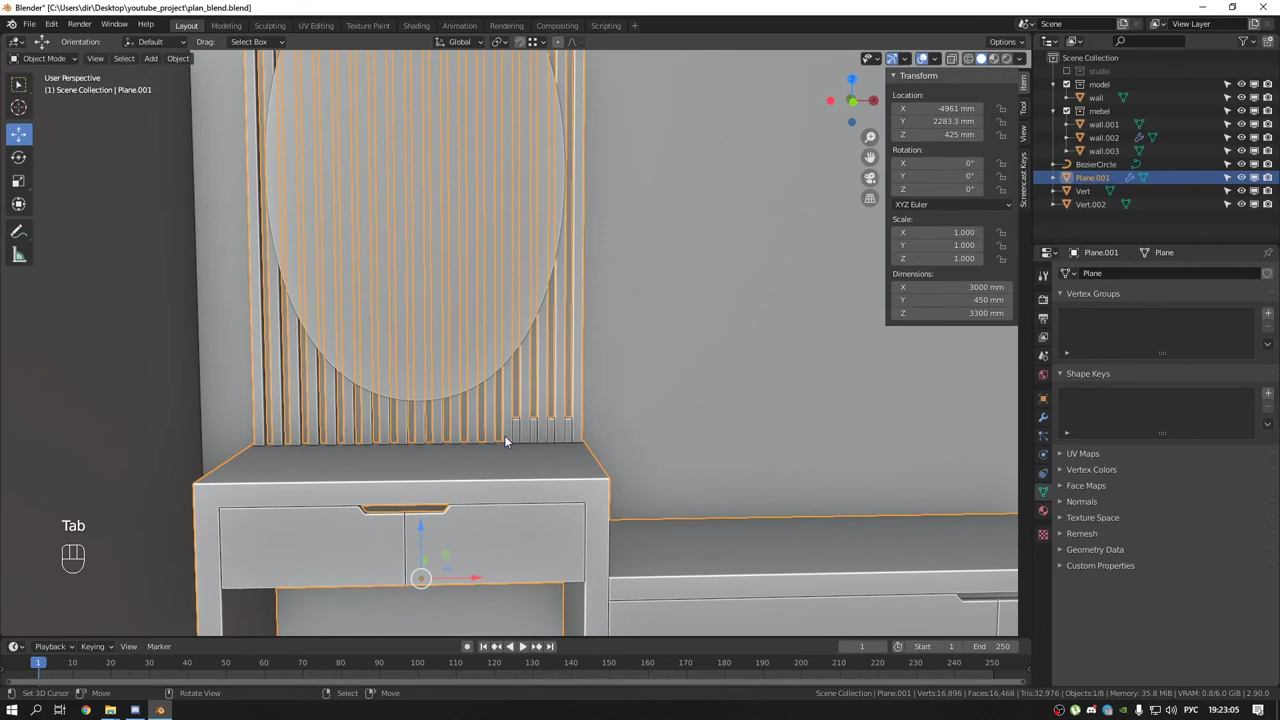 Blender* [C:\Users\dir\Desktop\youtube_project\plan_blend.blend]
File Edit Render Window Help Layout Modeling Sculpting UV Editing Texture Paint Shading Animation Rendering Compositing Scripting + Scene View Layer
Orientation: Default Drag: Select Box Global Options
Object Mode View Select Add Object
User Perspective
(1) Scene Collection | Plane.001
Tab
Transform
Location:
X -4961 mm
Y 2283.3 mm
Z 425 mm
Rotation:
X 0°
Y 0°
Z 0°
XYZ Euler
Scale:
X 1.000
Y 1.000
Z 1.000
Dimensions:
X 3000 mm
Y 450 mm
Z 3300 mm
Item
Tool
View
Screencast Keys
Z
Scene Collection
studio
model
wall
mebel
wall.001
wall.002
wall.003
BezierCircle
Plane.001
Vert
Vert.002
Plane.001 Plane
Plane
Vertex Groups
Shape Keys
UV Maps
Vertex Colors
Face Maps
Normals
Texture Space
Remesh
Geometry Data
Custom Properties
Playback Keying View Marker 1 Start 1 End 250
1 10 20 30 40 50 60 70 80 90 100 110 120 130 140 150 160 170 180 190 200 210 220 230 240 250
Set 3D Cursor Move Rotate View Select Move Scene Collection | Plane.001 | Verts:16,896 | Faces:16,468 | Tris:32,976 | Objects:1/8 | Memory: 35.8 MiB | VRAM: 0.8/6.0 GiB | 2.90.0
РУС 19:23:05